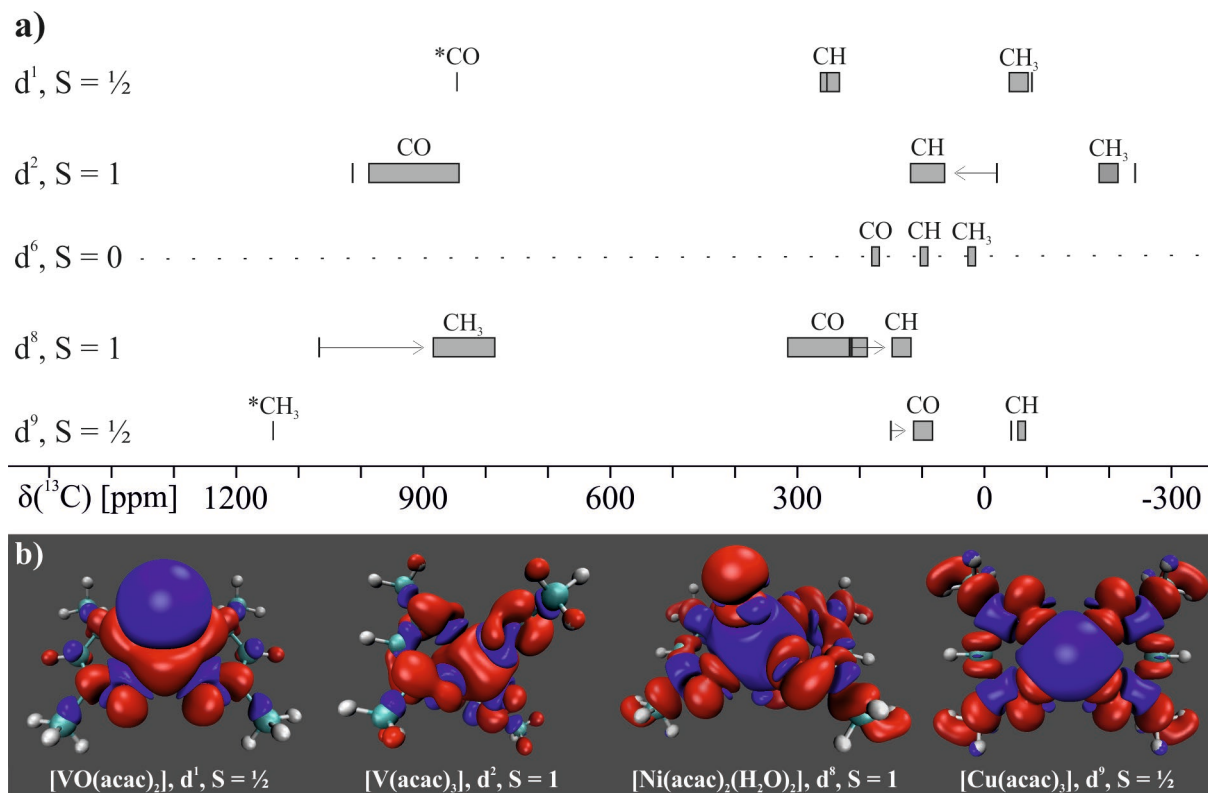 a)
d¹, S = ½
*CO
CH
CH₃
d², S = 1
CO
CH
CH₃
d⁶, S = 0
CO
CH
CH₃
d⁸, S = 1
CH₃
CO
CH
d⁹, S = ½
*CH₃
CO
CH
δ(¹³C) [ppm] 1200 900 600 300 0 -300
b)
[VO(acac)₂], d¹, S = ½
[V(acac)₃], d², S = 1
[Ni(acac)₂(H₂O)₂], d⁸, S = 1
[Cu(acac)₃], d⁹, S = ½